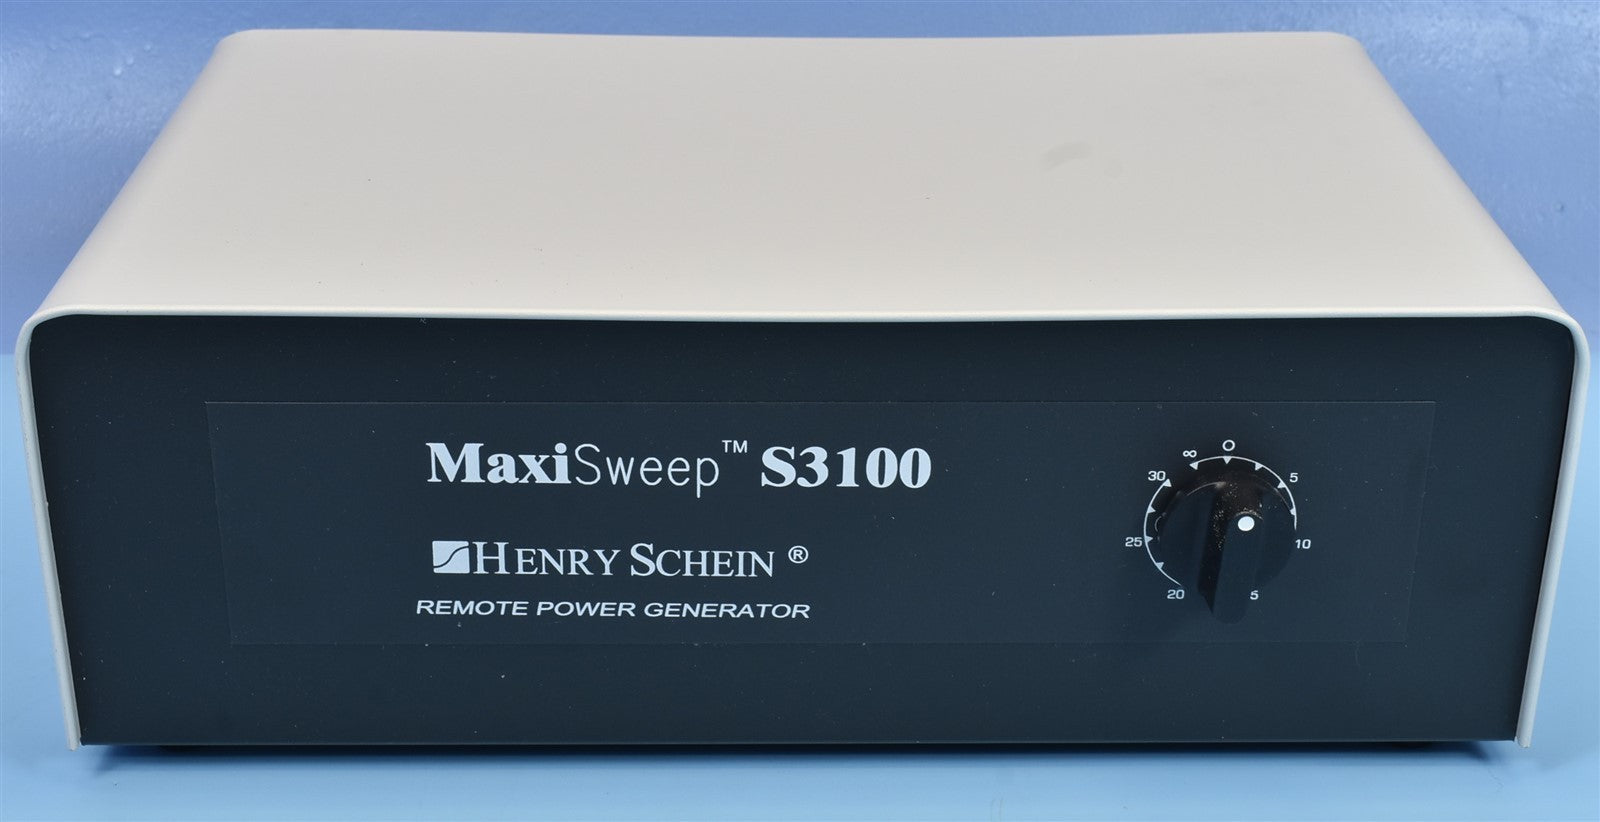 MaxiSweep™ S3100
HENRY SCHEIN ®
REMOTE POWER GENERATOR
O
∞
5
30
10
25
20
5